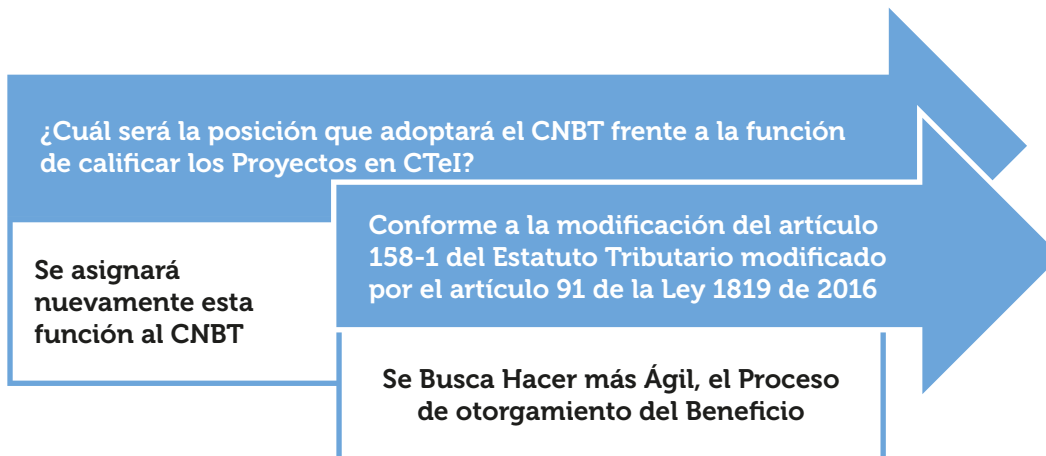 ¿Cuál será la posición que adoptará el CNBT frente a la función
de calificar los Proyectos en CTeI?
Se asignará
nuevamente esta
función al CNBT
Conforme a la modificación del artículo
158-1 del Estatuto Tributario modificado
por el artículo 91 de la Ley 1819 de 2016
Se Busca Hacer más Ágil, el Proceso
de otorgamiento del Beneficio